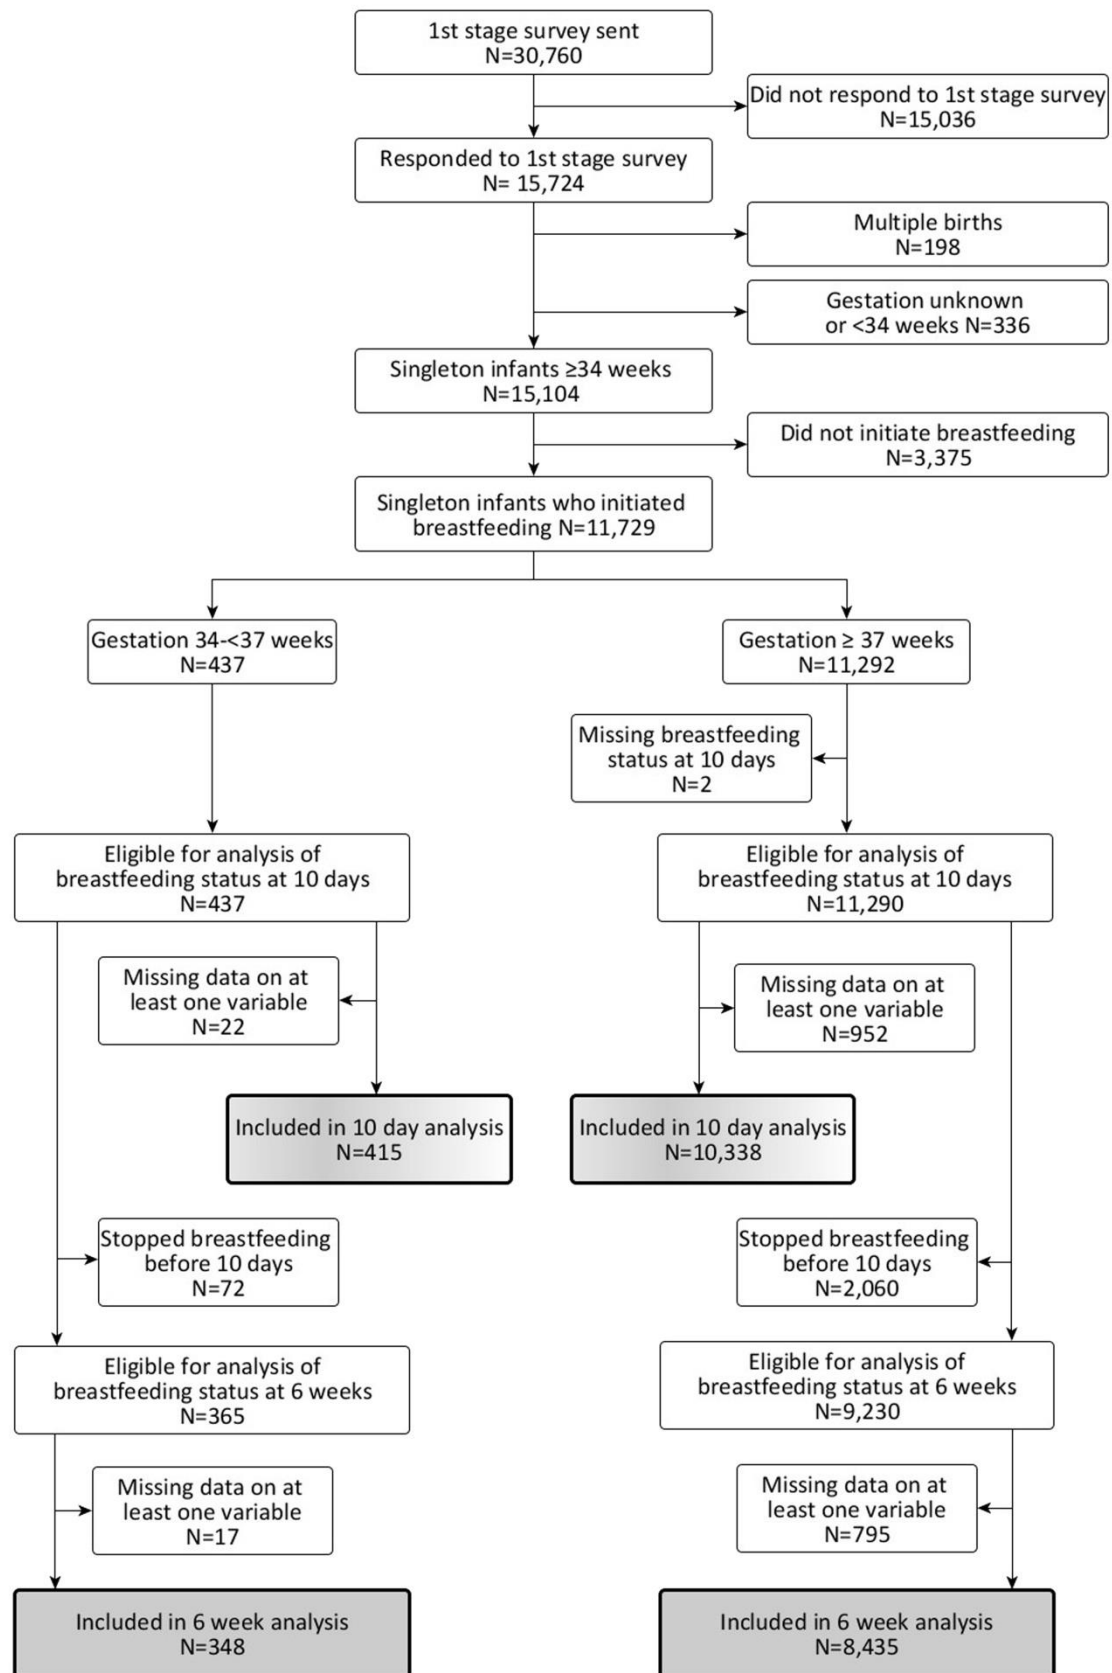 1st stage survey sent
N=30,760
Did not respond to 1st stage survey
N=15,036
Responded to 1st stage survey
N= 15,724
Multiple births
N=198
Gestation unknown
or <34 weeks N=336
Singleton infants ≥34 weeks
N=15,104
Did not initiate breastfeeding
N=3,375
Singleton infants who initiated
breastfeeding N=11,729
Gestation 34-<37 weeks
N=437
Gestation ≥ 37 weeks
N=11,292
Missing breastfeeding
status at 10 days
N=2
Eligible for analysis of
breastfeeding status at 10 days
N=437
Eligible for analysis of
breastfeeding status at 10 days
N=11,290
Missing data on at
least one variable
N=22
Missing data on at
least one variable
N=952
Included in 10 day analysis
N=415
Included in 10 day analysis
N=10,338
Stopped breastfeeding
before 10 days
N=72
Stopped breastfeeding
before 10 days
N=2,060
Eligible for analysis of
breastfeeding status at 6 weeks
N=365
Eligible for analysis of
breastfeeding status at 6 weeks
N=9,230
Missing data on at
least one variable
N=17
Missing data on at
least one variable
N=795
Included in 6 week analysis
N=348
Included in 6 week analysis
N=8,435